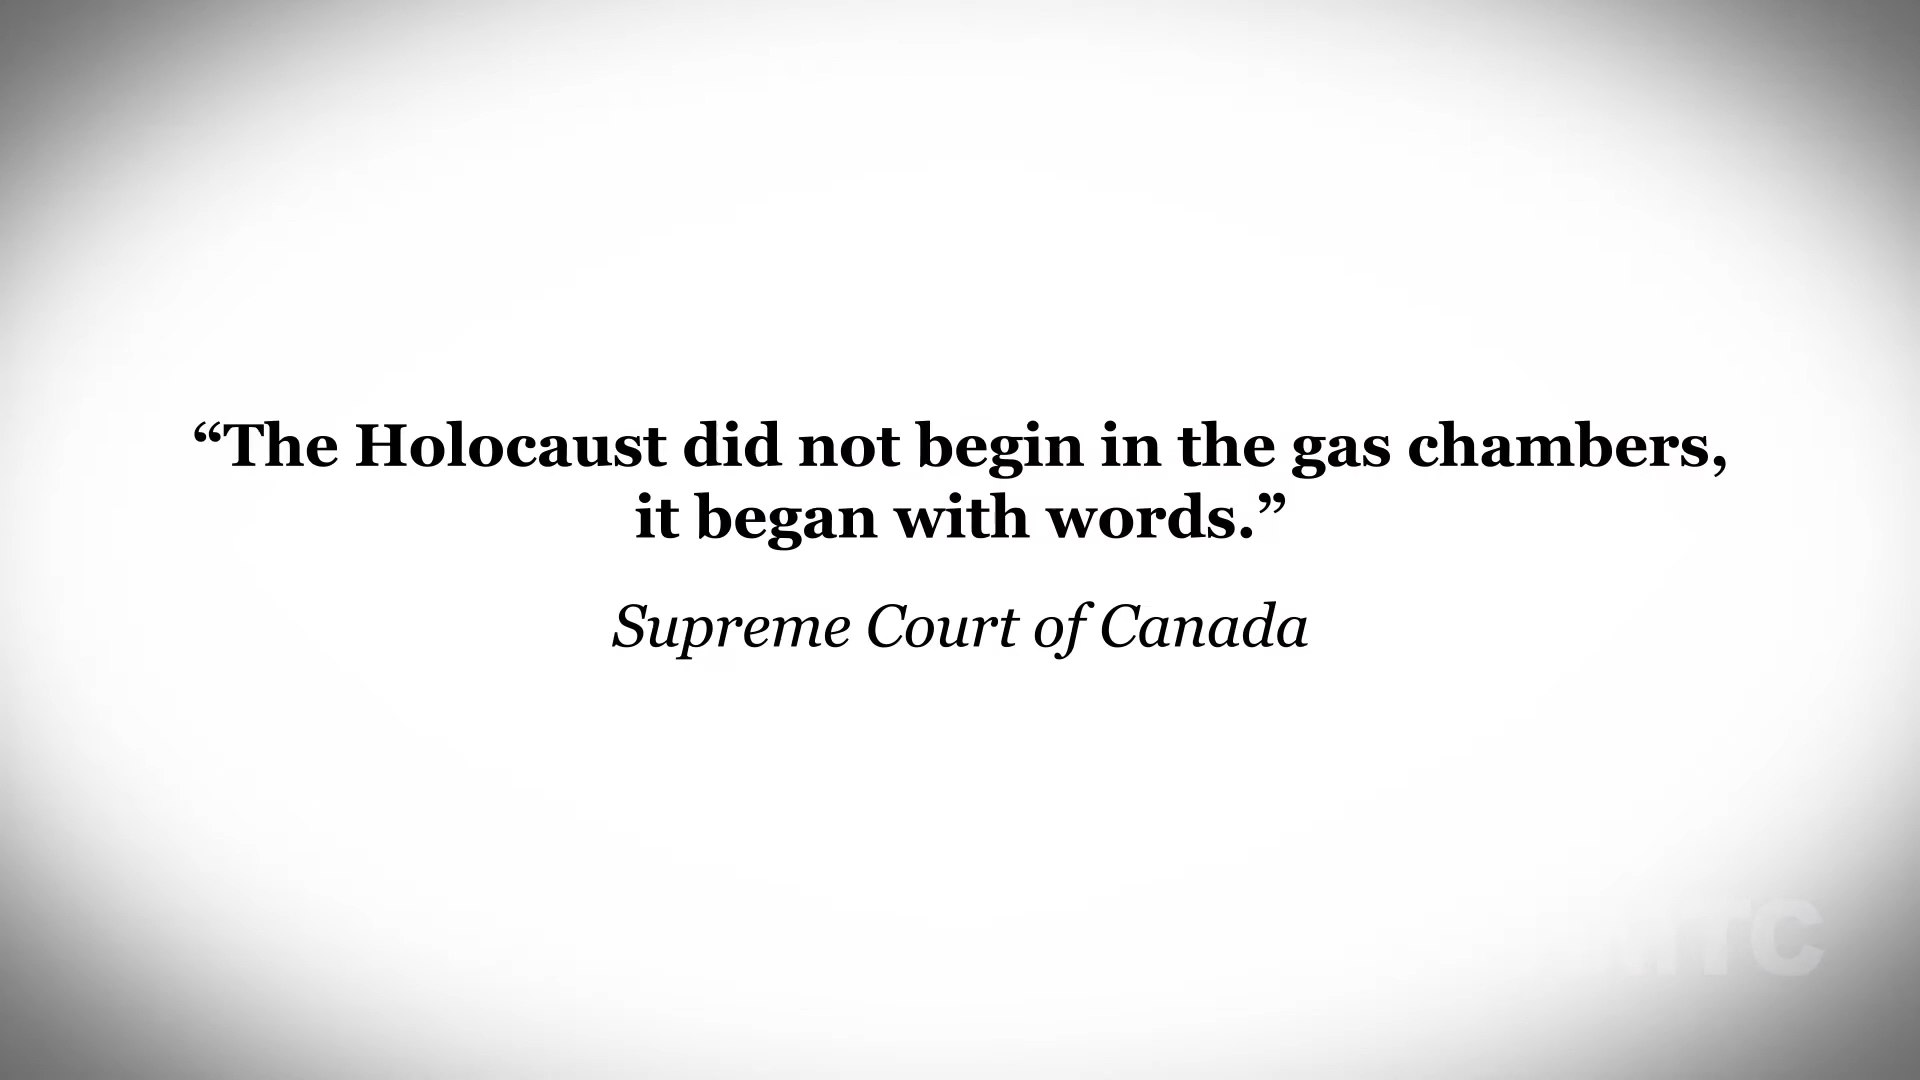 “The Holocaust did not begin in the gas chambers,
it began with words.”
Supreme Court of Canada